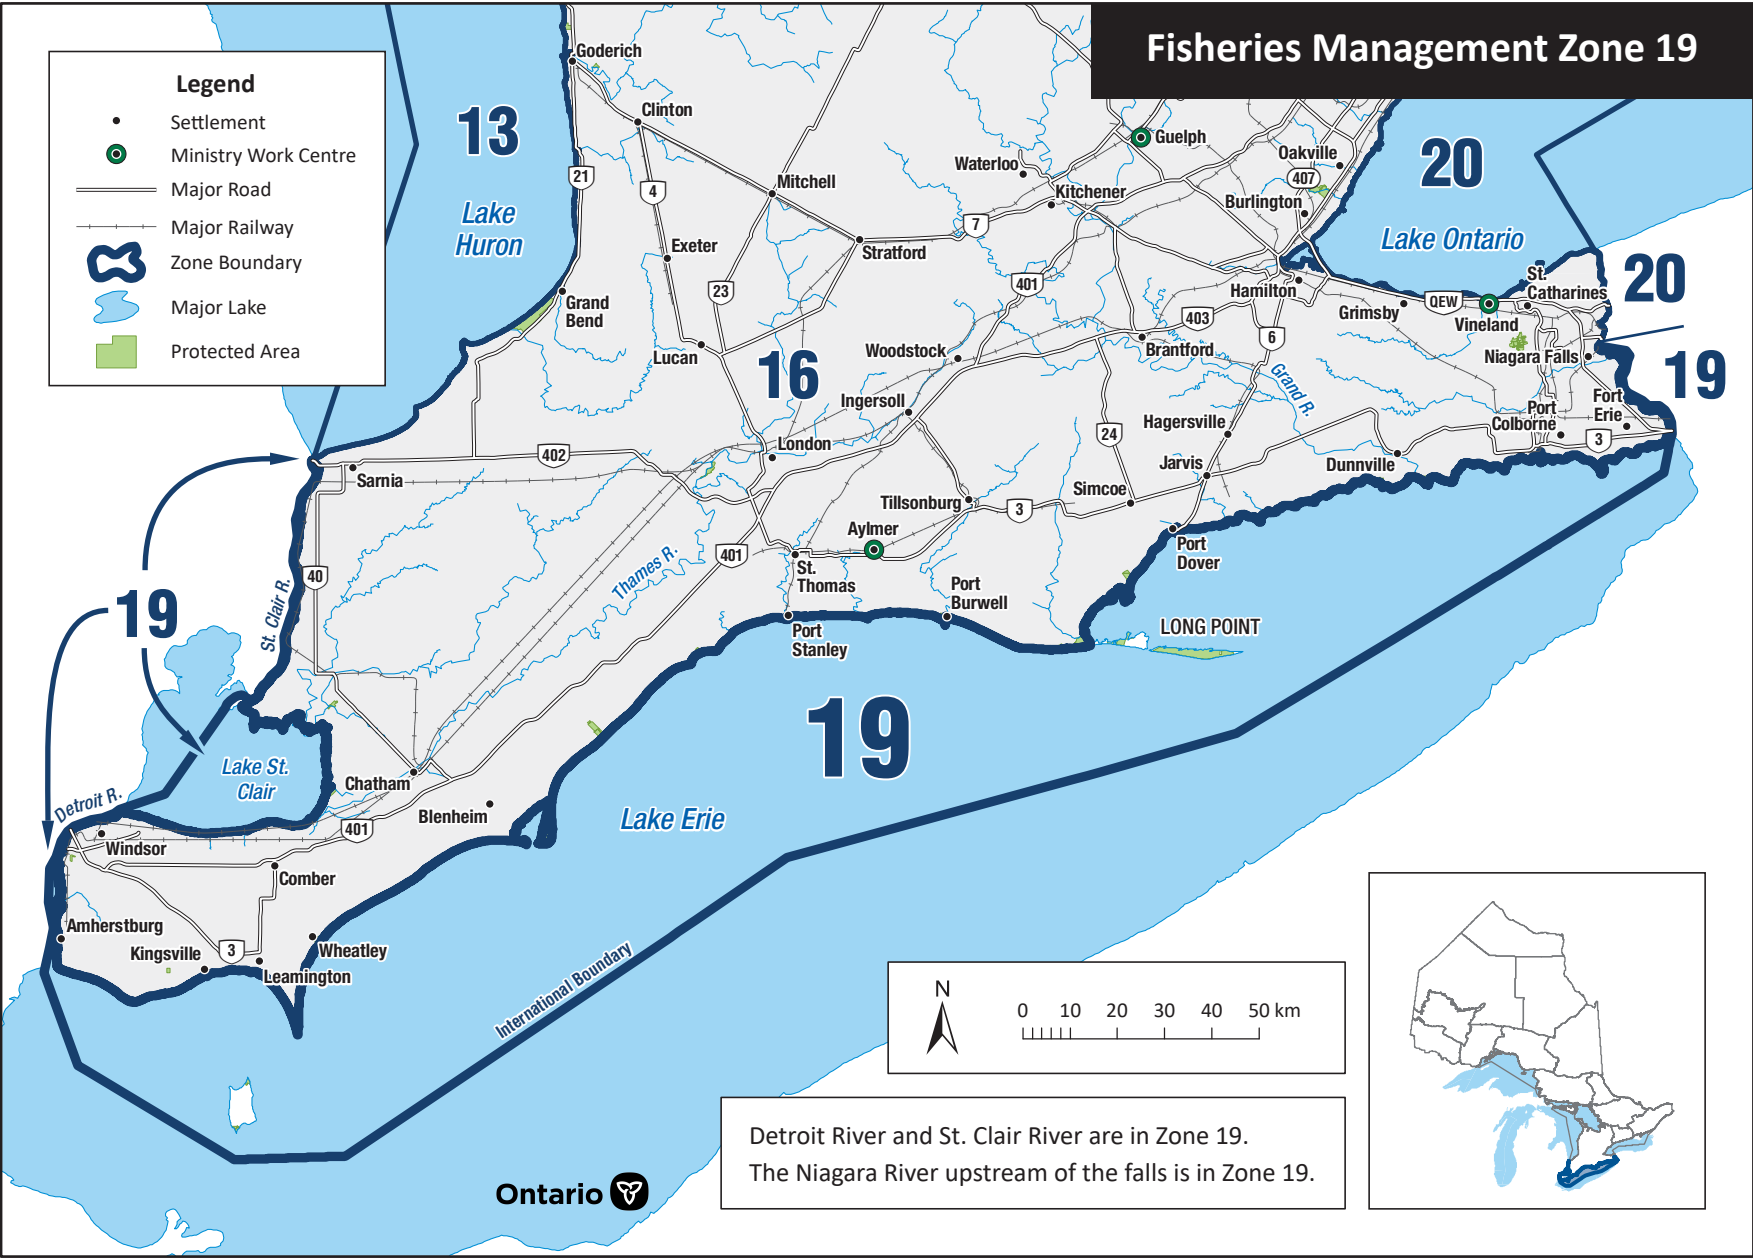 Fisheries Management Zone 19
Legend
Settlement
Ministry Work Centre
Major Road
Major Railway
Zone Boundary
Major Lake
Protected Area
13
Lake
Huron
20
Lake Ontario
20
19
16
19
19
Goderich
Clinton
21
4
Mitchell
Exeter
Stratford
7
23
Grand
Bend
Lucan
Waterloo
Kitchener
Guelph
Oakville
407
Burlington
401
Hamilton
403
6
Grimsby
QEW
Vineland
St.
Catharines
Niagara Falls
Woodstock
Brantford
Grand R.
Ingersoll
Hagersville
24
Port
Colborne
Fort
Erie
3
London
402
Sarnia
Jarvis
Dunnville
Simcoe
Tillsonburg
3
Aylmer
Port
Dover
40
St. Clair R.
Thames R.
401
St.
Thomas
Port
Burwell
Port
Stanley
LONG POINT
Lake St.
Clair
Detroit R.
Chatham
Blenheim
401
Lake Erie
Windsor
Comber
Amherstburg
Kingsville
3
Wheatley
Leamington
International Boundary
N
0 10 20 30 40 50 km
Detroit River and St. Clair River are in Zone 19.
The Niagara River upstream of the falls is in Zone 19.
Ontario